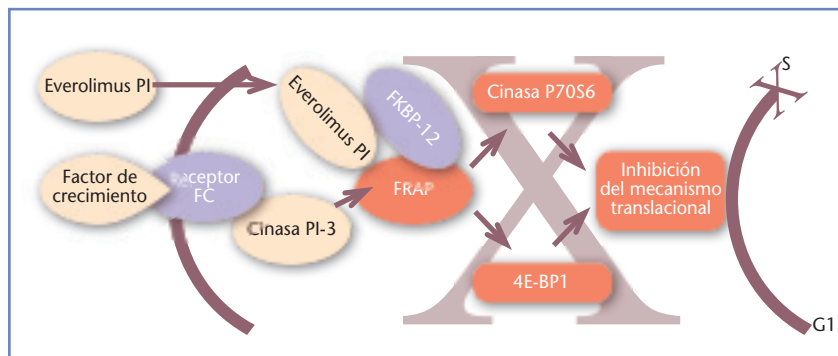 Everolimus PI
Factor de
crecimiento
Receptor
FC
Cinasa PI-3
Everolimus PI
FKBP-12
FRAP
Cinasa P70S6
4E-BP1
Inhibición
del mecanismo
translacional
S
G1